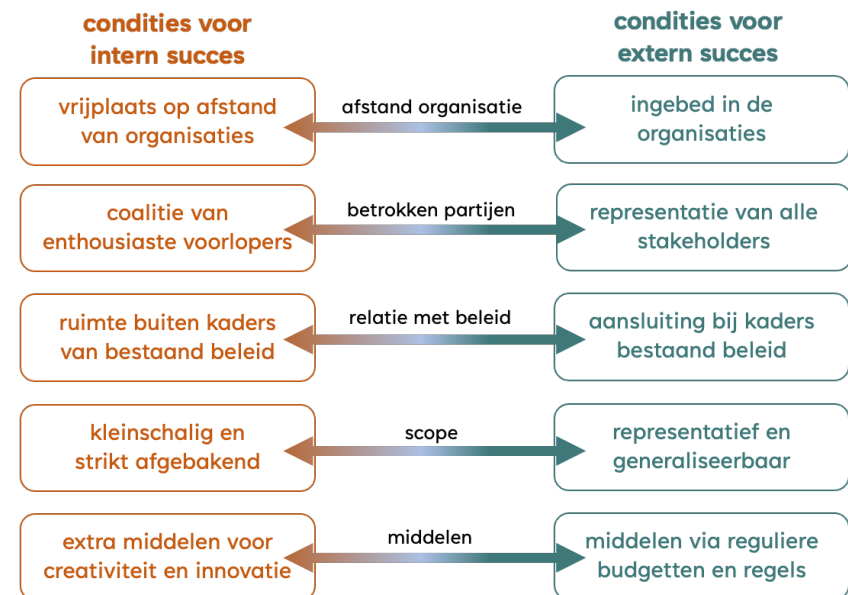 condities voor
intern succes
condities voor
extern succes
vrijplaats op afstand
van organisaties
afstand organisatie
ingebed in de
organisaties
coalitie van
enthousiaste voorlopers
betrokken partijen
representatie van alle
stakeholders
ruimte buiten kaders
van bestaand beleid
relatie met beleid
aansluiting bij kaders
bestaand beleid
kleinschalig en
strikt afgebakend
scope
representatief en
generaliseerbaar
extra middelen voor
creativiteit en innovatie
middelen
middelen via reguliere
budgetten en regels